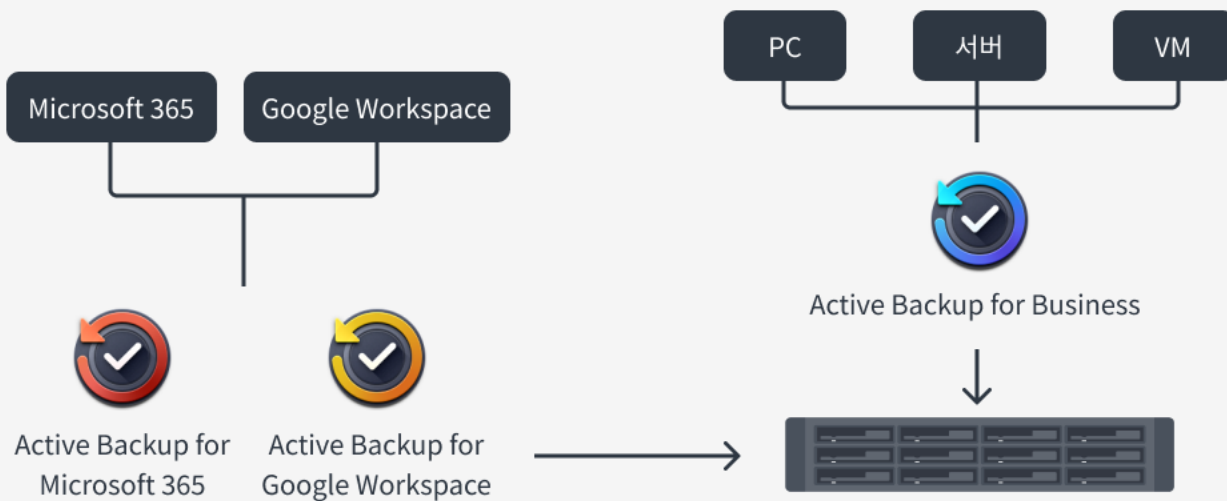 PC
서버
VM
Microsoft 365
Google Workspace
Active Backup for Business
Active Backup for
Microsoft 365
Active Backup for
Google Workspace